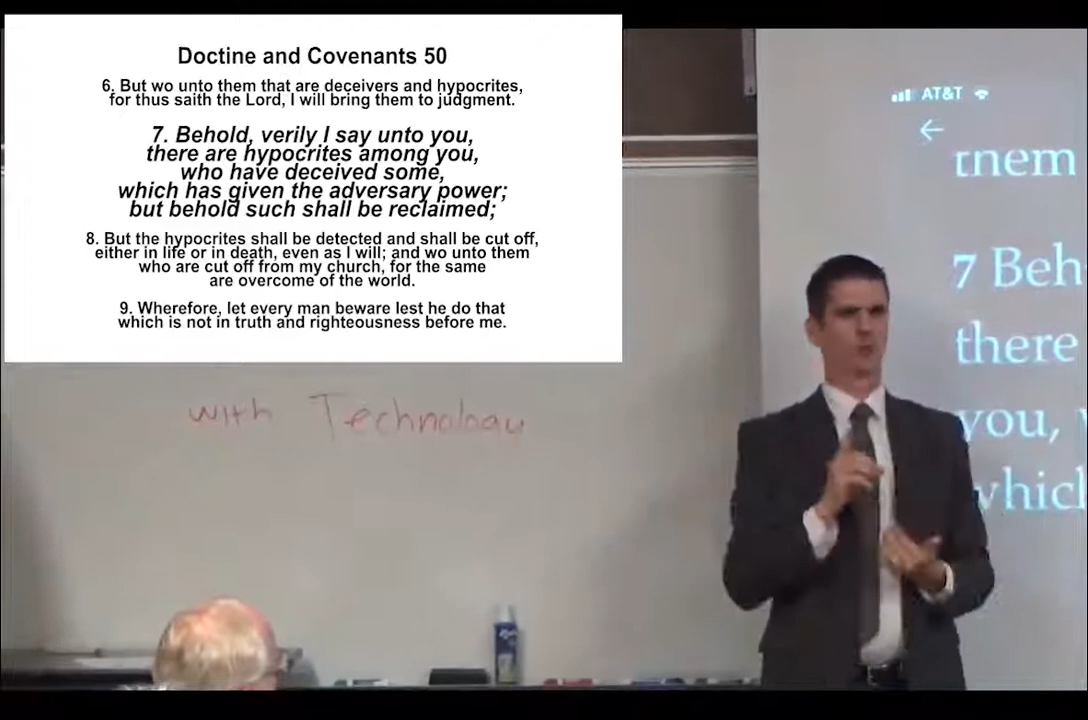 Doctine and Covenants 50
6. But wo unto them that are deceivers and hypocrites,
for thus saith the Lord, I will bring them to judgment.
7. Behold, verily I say unto you,
there are hypocrites among you,
who have deceived some,
which has given the adversary power;
but behold such shall be reclaimed;
8. But the hypocrites shall be detected and shall be cut off,
either in life or in death, even as I will; and wo unto them
who are cut off from my church, for the same
are overcome of the world.
9. Wherefore, let every man beware lest he do that
which is not in truth and righteousness before me.
with Technology
AT&T
them
7 Beh
there
you,
which